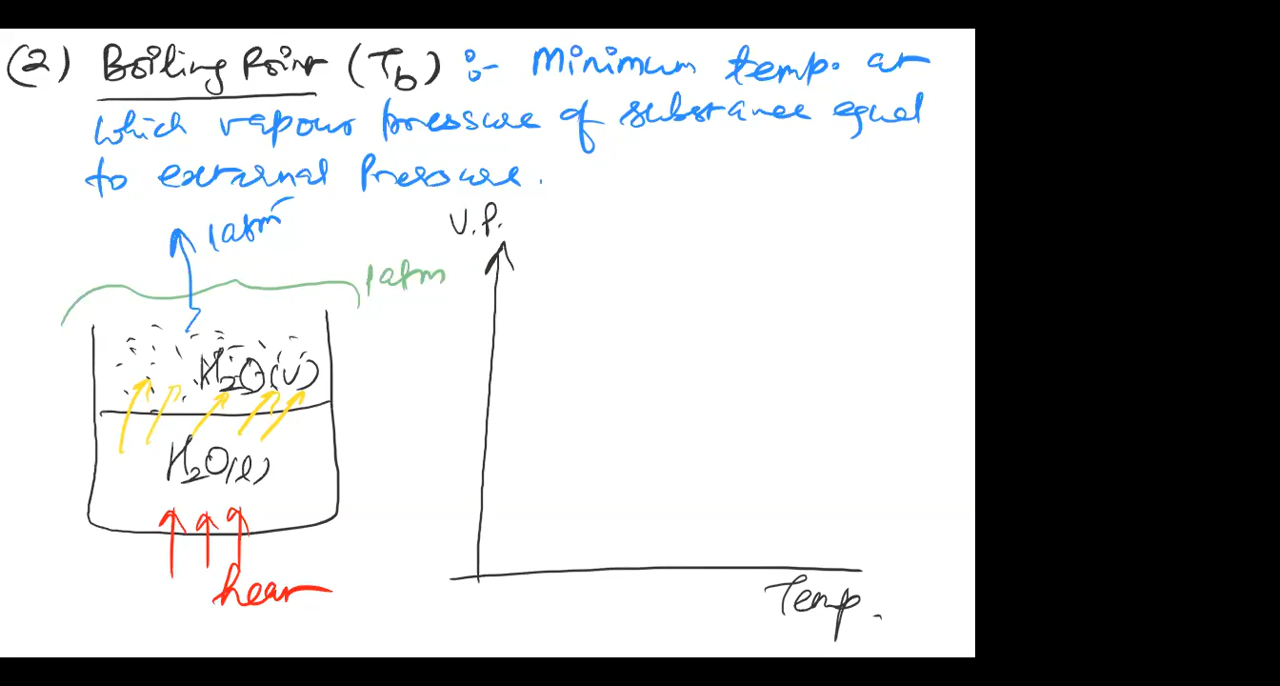 (2) Boiling Point (Tb) :- Minimum temp. at
which vapour pressure of substance equal
to external Pressure.
1atm
V.P.
1atm
H2O(v)
H2O(l)
heat
Temp.